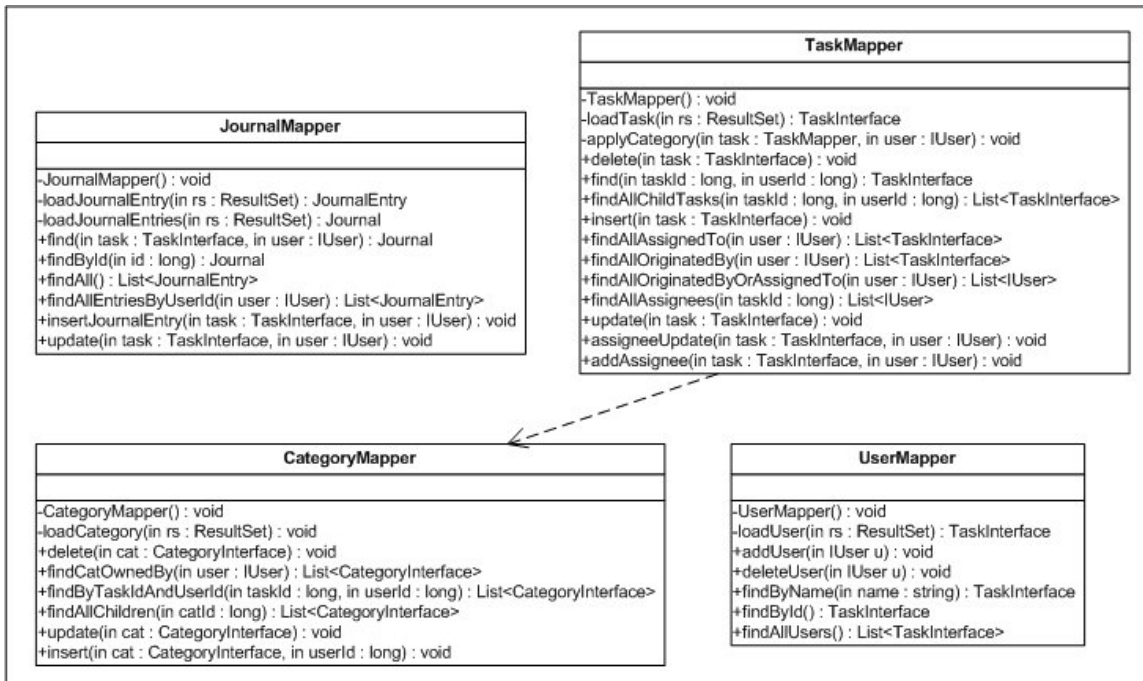 TaskMapper
-TaskMapper() : void
-loadTask(in rs : ResultSet) : TaskInterface
-applyCategory(in task : TaskMapper, in user : IUser) : void
+delete(in task : TaskInterface) : void
+find(in taskId : long, in userId : long) : TaskInterface
+findAllChildTasks(in taskId : long, in userId : long) : List<TaskInterface>
+insert(in task : TaskInterface) : void
+findAllAssignedTo(in user : IUser) : List<TaskInterface>
+findAllOriginatedBy(in user : IUser) : List<TaskInterface>
+findAllOriginatedByOrAssignedTo(in user : IUser) : List<IUser>
+findAllAssignees(in taskId : long) : List<IUser>
+update(in task : TaskInterface) : void
+assigneeUpdate(in task : TaskInterface, in user : IUser) : void
+addAssignee(in task : TaskInterface, in user : IUser) : void
JournalMapper
-JournalMapper() : void
-loadJournalEntry(in rs : ResultSet) : JournalEntry
-loadJournalEntries(in rs : ResultSet) : Journal
+find(in task : TaskInterface, in user : IUser) : Journal
+findById(in id : long) : Journal
+findAll() : List<JournalEntry>
+findAllEntriesByUserId(in user : IUser) : List<JournalEntry>
+insertJournalEntry(in task : TaskInterface, in user : IUser) : void
+update(in task : TaskInterface, in user : IUser) : void
CategoryMapper
-CategoryMapper() : void
-loadCategory(in rs : ResultSet) : void
+delete(in cat : CategoryInterface) : void
+findCatOwnedBy(in user : IUser) : List<CategoryInterface>
+findByTaskIdAndUserId(in taskId : long, in userId : long) : List<CategoryInterface>
+findAllChildren(in catId : long) : List<CategoryInterface>
+update(in cat : CategoryInterface) : void
+insert(in cat : CategoryInterface, in userId : long) : void
UserMapper
-UserMapper() : void
-loadUser(in rs : ResultSet) : TaskInterface
+addUser(in IUser u) : void
+deleteUser(in IUser u) : void
+findByName(in name : string) : TaskInterface
+findById() : TaskInterface
+findAllUsers() : List<TaskInterface>